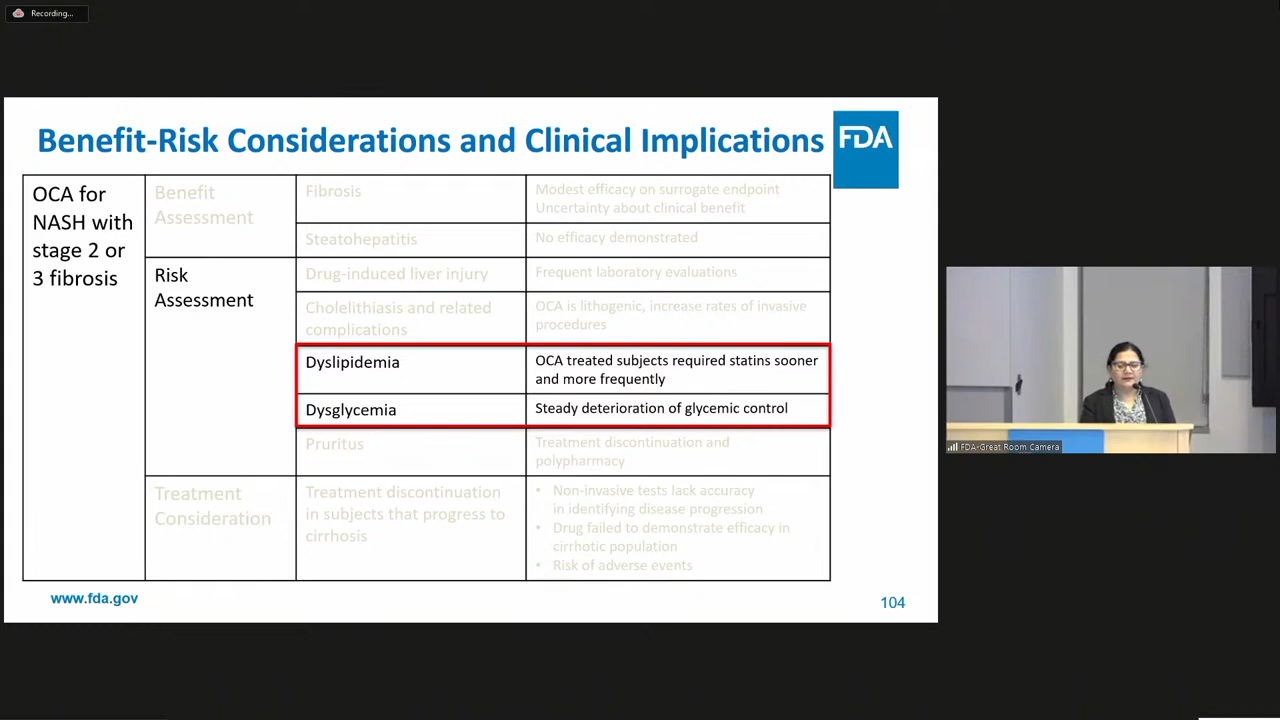 Recording...
Benefit-Risk Considerations and Clinical Implications
FDA
OCA for
NASH with
stage 2 or
3 fibrosis
Benefit
Assessment
Fibrosis
Modest efficacy on surrogate endpoint
Uncertainty about clinical benefit
Steatohepatitis
No efficacy demonstrated
Risk
Assessment
Drug-induced liver injury
Frequent laboratory evaluations
Cholelithiasis and related
complications
OCA is lithogenic, increase rates of invasive
procedures
Dyslipidemia
OCA treated subjects required statins sooner
and more frequently
Dysglycemia
Steady deterioration of glycemic control
Pruritus
Treatment discontinuation and
polypharmacy
Treatment
Consideration
Treatment discontinuation
in subjects that progress to
cirrhosis
• Non-invasive tests lack accuracy
in identifying disease progression
• Drug failed to demonstrate efficacy in
cirrhotic population
• Risk of adverse events
www.fda.gov
104
FDA-Great Room Camera